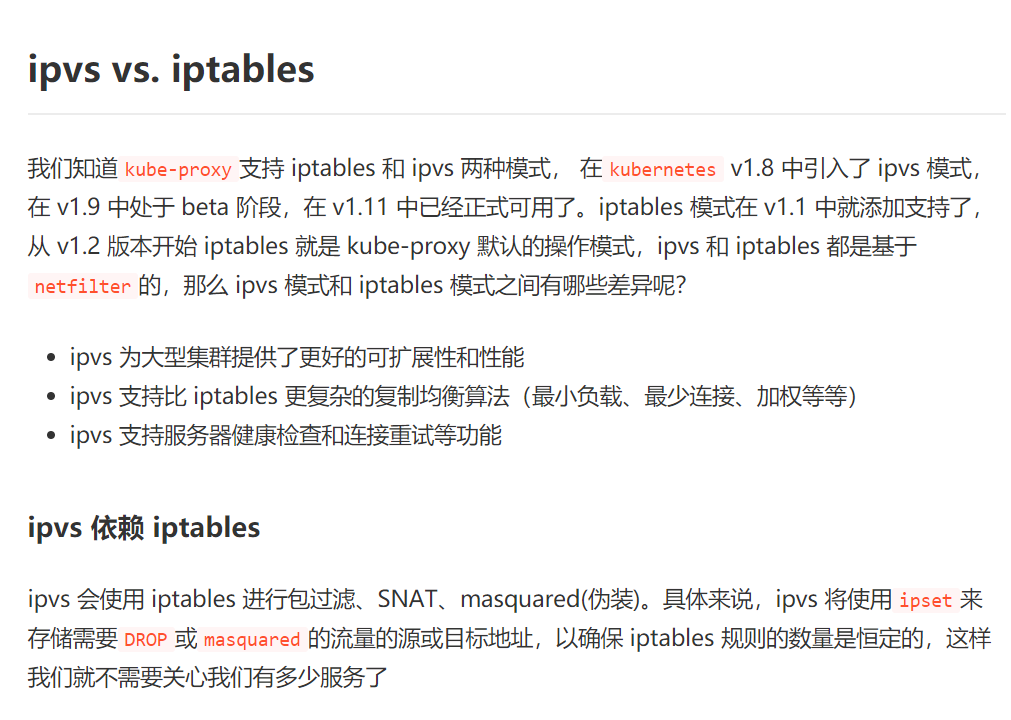 ipvs vs. iptables
我们知道 kube-proxy 支持 iptables 和 ipvs 两种模式， 在 kubernetes v1.8 中引入了 ipvs 模式，
在 v1.9 中处于 beta 阶段，在 v1.11 中已经正式可用了。iptables 模式在 v1.1 中就添加支持了，
从 v1.2 版本开始 iptables 就是 kube-proxy 默认的操作模式，ipvs 和 iptables 都是基于
netfilter 的，那么 ipvs 模式和 iptables 模式之间有哪些差异呢？
• ipvs 为大型集群提供了更好的可扩展性和性能
• ipvs 支持比 iptables 更复杂的复制均衡算法（最小负载、最少连接、加权等等）
• ipvs 支持服务器健康检查和连接重试等功能
ipvs 依赖 iptables
ipvs 会使用 iptables 进行包过滤、SNAT、masquared(伪装)。具体来说，ipvs 将使用 ipset 来
存储需要 DROP 或 masquared 的流量的源或目标地址，以确保 iptables 规则的数量是恒定的，这样
我们就不需要关心我们有多少服务了